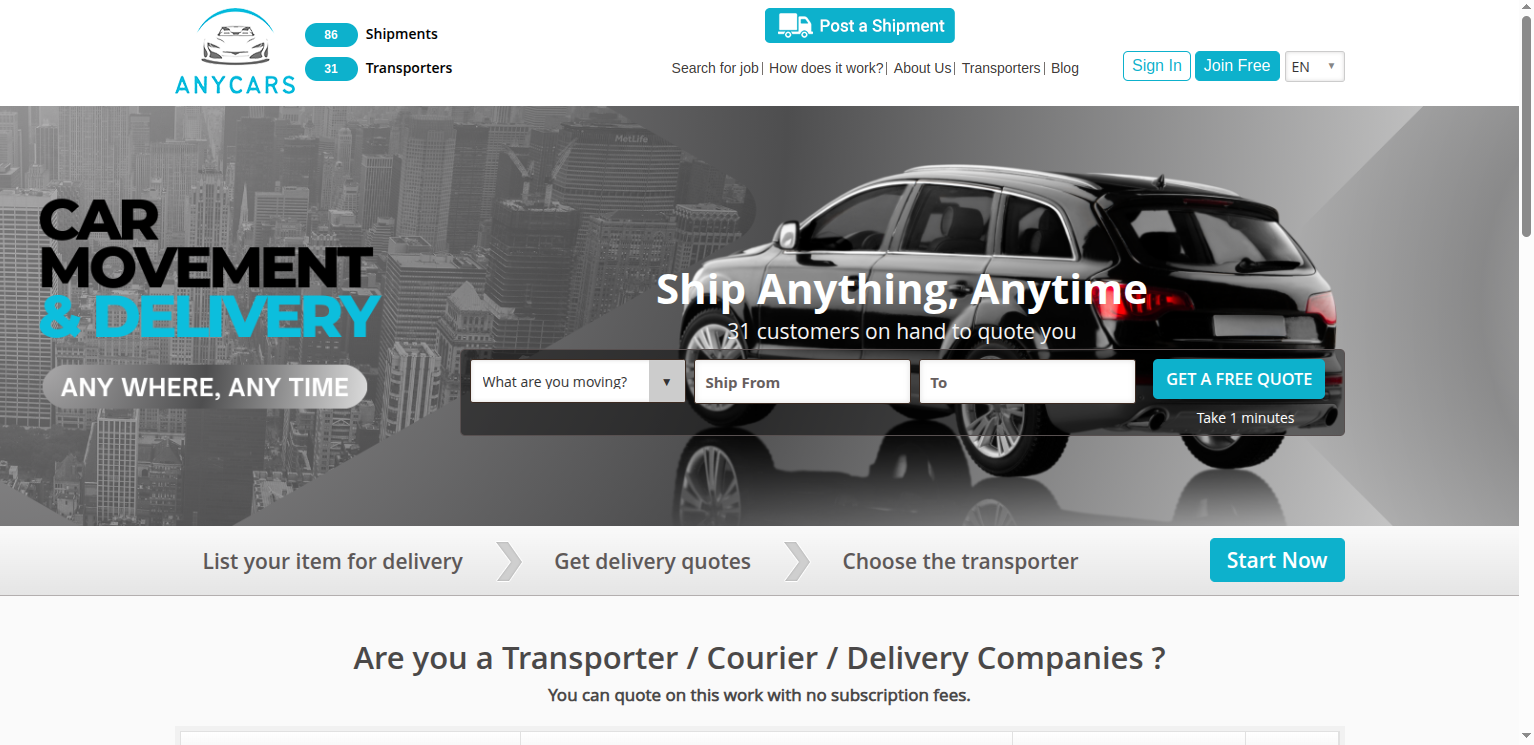 ANYCARS
86 Shipments
31 Transporters
Post a Shipment
Search for job| How does it work?| About Us| Transporters| Blog
Sign In
Join Free
EN
MetLife
CAR
MOVEMENT
& DELIVERY
ANY WHERE, ANY TIME
Ship Anything, Anytime
31 customers on hand to quote you
What are you moving?
Ship From
To
GET A FREE QUOTE
Take 1 minutes
List your item for delivery
Get delivery quotes
Choose the transporter
Start Now
Are you a Transporter / Courier / Delivery Companies ?
You can quote on this work with no subscription fees.